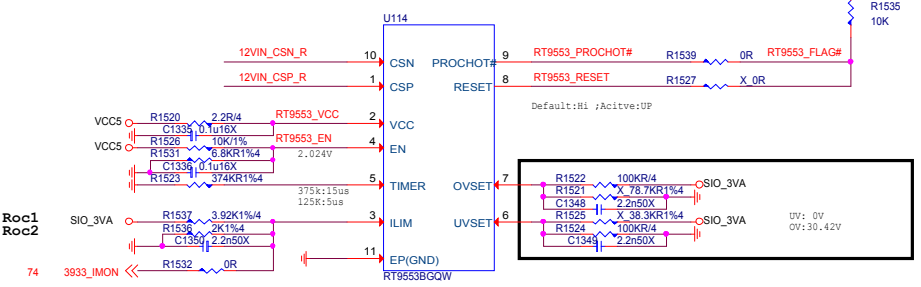 R1535
10K
U114
12VIN_CSN_R
10
CSN
PROCHOT#
9
RT9553_PROCHOT#
R1539
0R
RT9553_FLAG#
12VIN_CSP_R
1
CSP
RESET
8
RT9553_RESET
R1527
X_0R
Default:Hi ;Acitve:UP
VCC5
R1520
2.2R/4
RT9553_VCC
2
VCC
C1335
0.1u16X
VCC5
R1526
10K/1%
RT9553_EN
4
EN
R1531
6.8KR1%4
2.024V
C1336
0.1u16X
R1523
374KR1%4
5
TIMER
375k:15us
125K:5us
OVSET
7
R1522
100KR/4
SIO_3VA
R1521
X_78.7KR1%4
C1348
2.2n50X
Roc1
SIO_3VA
R1537
3.92K1%/4
3
ILIM
UVSET
6
R1525
X_38.3KR1%4
SIO_3VA
UV: 0V
OV:30.42V
Roc2
R1536
2K1%4
R1524
100KR/4
C1350
2.2n50X
C1349
2.2n50X
74
3933_IMON
R1532
0R
11
EP(GND)
RT9553BGQW